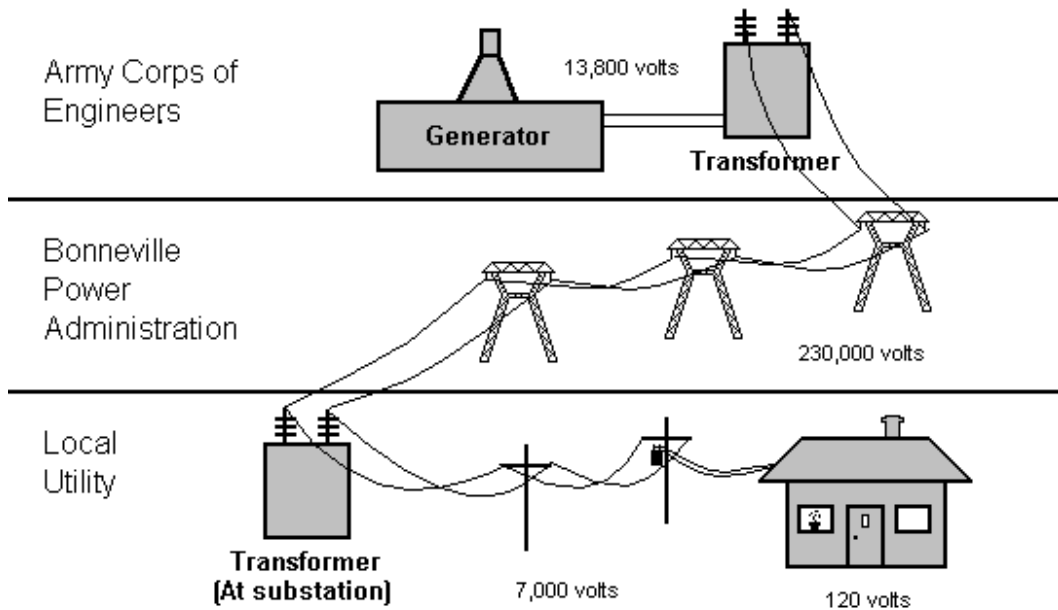 Army Corps of
Engineers
13,800 volts
Generator
Transformer
Bonneville
Power
Administration
230,000 volts
Local
Utility
Transformer
(At substation)
7,000 volts
120 volts